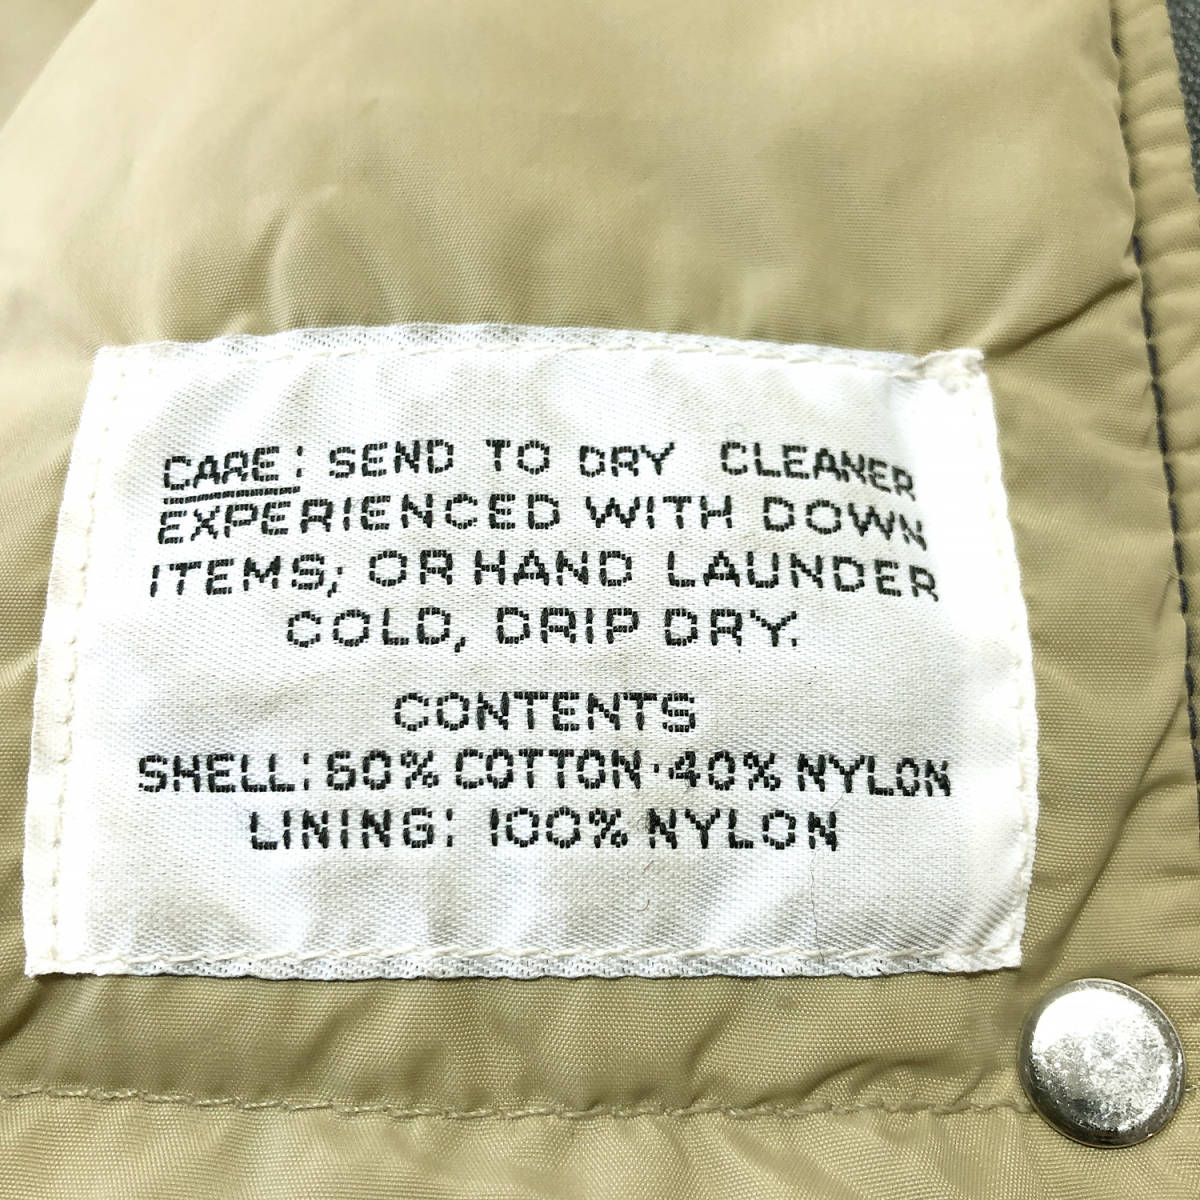 CARE: SEND TO DRY CLEANER
EXPERIENCED WITH DOWN
ITEMS; OR HAND LAUNDER
COLD, DRIP DRY.
CONTENTS
SHELL: 60% COTTON · 40% NYLON
LINING: 100% NYLON